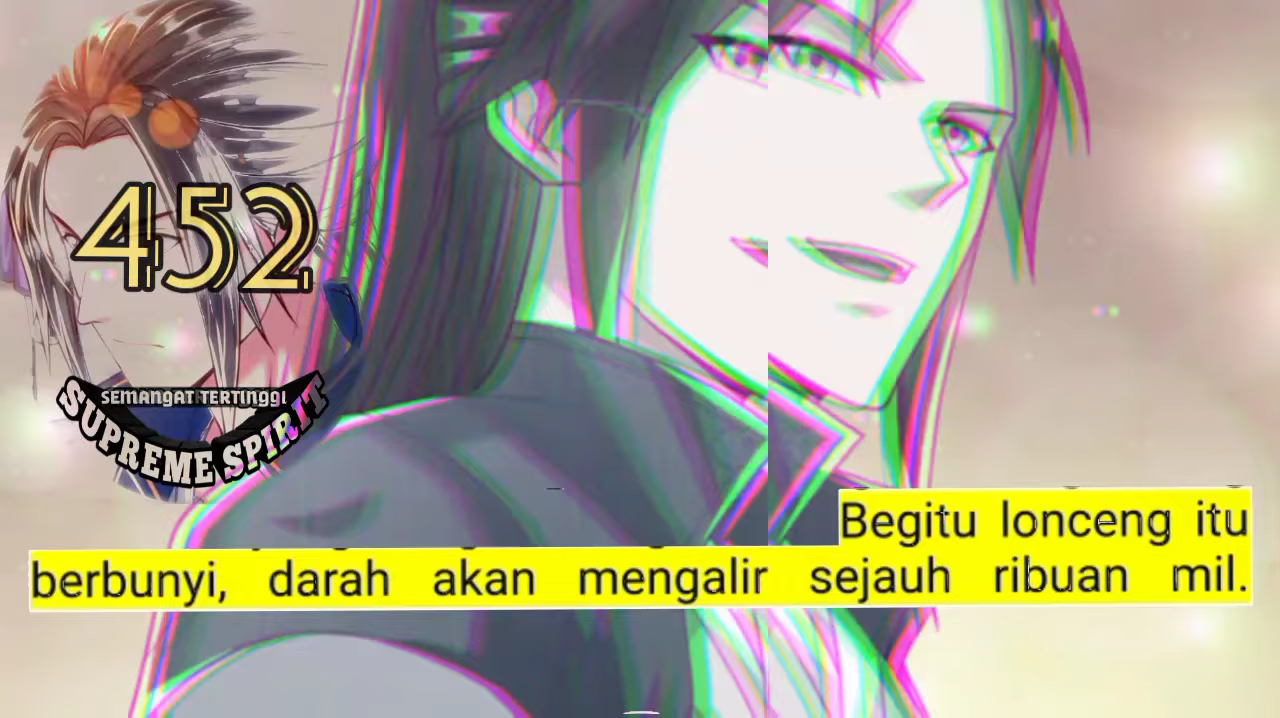 452
SEMANGAT TERTINGGI
SUPREME SPIRIT
Begitu lonceng itu
berbunyi, darah akan mengalir sejauh ribuan mil.